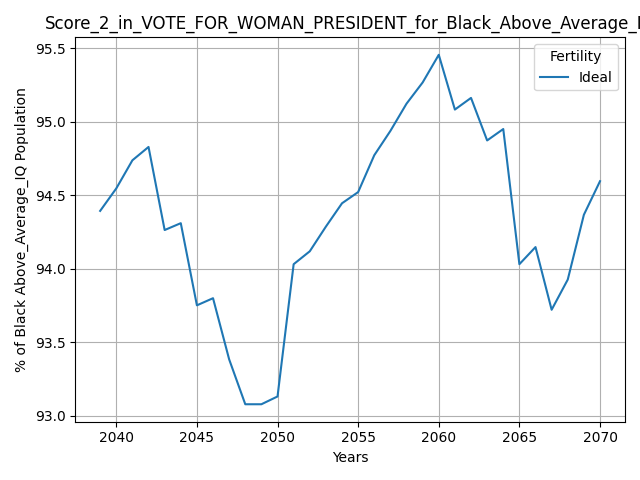 Score_2_in_VOTE_FOR_WOMAN_PRESIDENT_for_Black_Above_Average_I
95.5
95.0
94.5
94.0
93.5
93.0
% of Black Above_Average_IQ Population
Fertility
Ideal
2040 2045 2050 2055 2060 2065 2070
Years